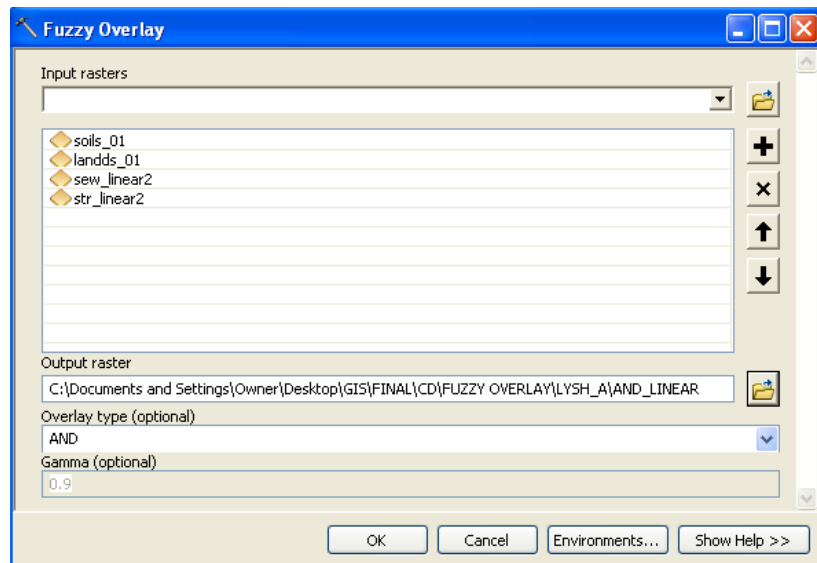 Fuzzy Overlay
Input rasters
soils_01
landds_01
sew_linear2
str_linear2
Output raster
C:\Documents and Settings\Owner\Desktop\GIS\FINAL\CD\FUZZY OVERLAY\LYSH_A\AND_LINEAR
Overlay type (optional)
AND
Gamma (optional)
0.9
OK Cancel Environments... Show Help >>